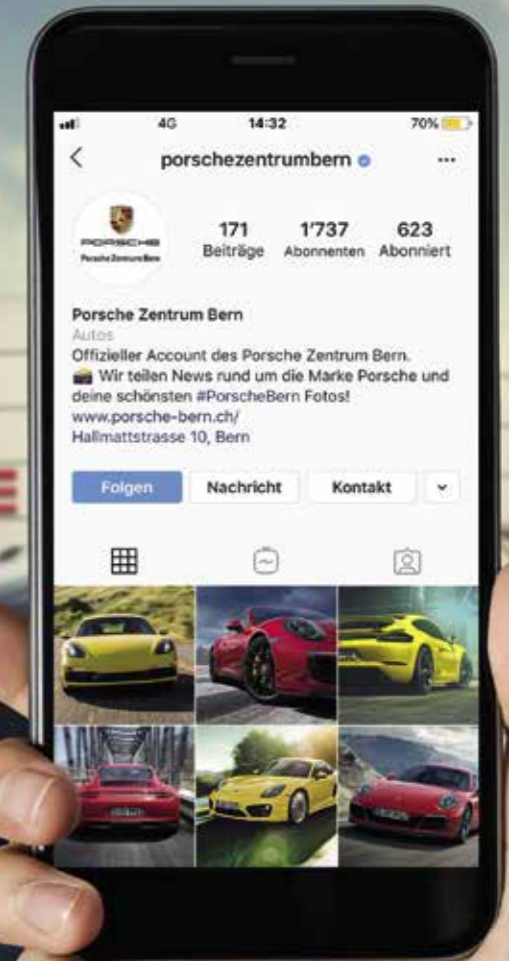 4G 14:32 70%
porschezentrumbern
PORSCHE
Porsche Zentrum Bern
171 1'737 623
Beiträge Abonnenten Abonniert
Porsche Zentrum Bern
Autos
Offizieller Account des Porsche Zentrum Bern.
Wir teilen News rund um die Marke Porsche und
deine schönsten #PorscheBern Fotos!
www.porsche-bern.ch/
Hallmattstrasse 10, Bern
Folgen Nachricht Kontakt